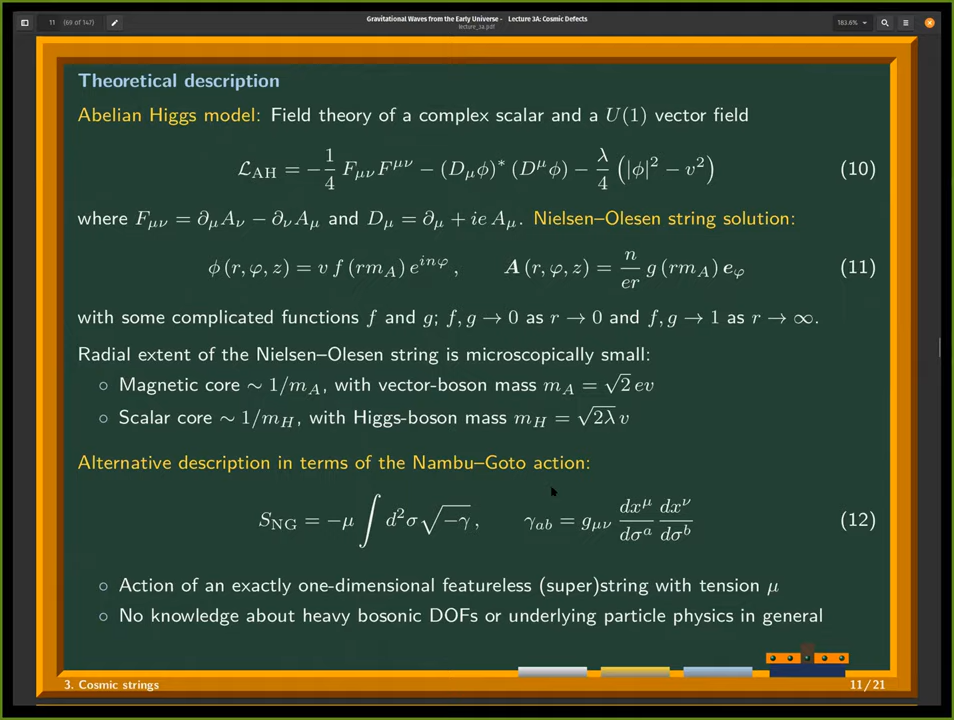 11 (69 of 147)
Gravitational Waves from the Early Universe - Lecture 3A: Cosmic Defects
lecture_3a.pdf
183.6%
Theoretical description
Abelian Higgs model: Field theory of a complex scalar and a U(1) vector field
ℒ_AH = −1/4 F_μν F^μν − (D_μϕ)* (D^μϕ) − λ/4 (|ϕ|² − v²) (10)
where F_μν = ∂_μA_ν − ∂_νA_μ and D_μ = ∂_μ + ie A_μ. Nielsen–Olesen string solution:
ϕ (r, φ, z) = v f (rm_A) e^{inφ} , A (r, φ, z) = n/er g (rm_A) e_φ (11)
with some complicated functions f and g; f, g → 0 as r → 0 and f, g → 1 as r → ∞.
Radial extent of the Nielsen–Olesen string is microscopically small:
○ Magnetic core ∼ 1/m_A, with vector-boson mass m_A = √2 ev
○ Scalar core ∼ 1/m_H, with Higgs-boson mass m_H = √2λ v
Alternative description in terms of the Nambu–Goto action:
S_NG = −μ ∫ d²σ √−γ , γ_ab = g_μν dx^μ/dσ^a dx^ν/dσ^b (12)
○ Action of an exactly one-dimensional featureless (super)string with tension μ
○ No knowledge about heavy bosonic DOFs or underlying particle physics in general
3. Cosmic strings
11/21